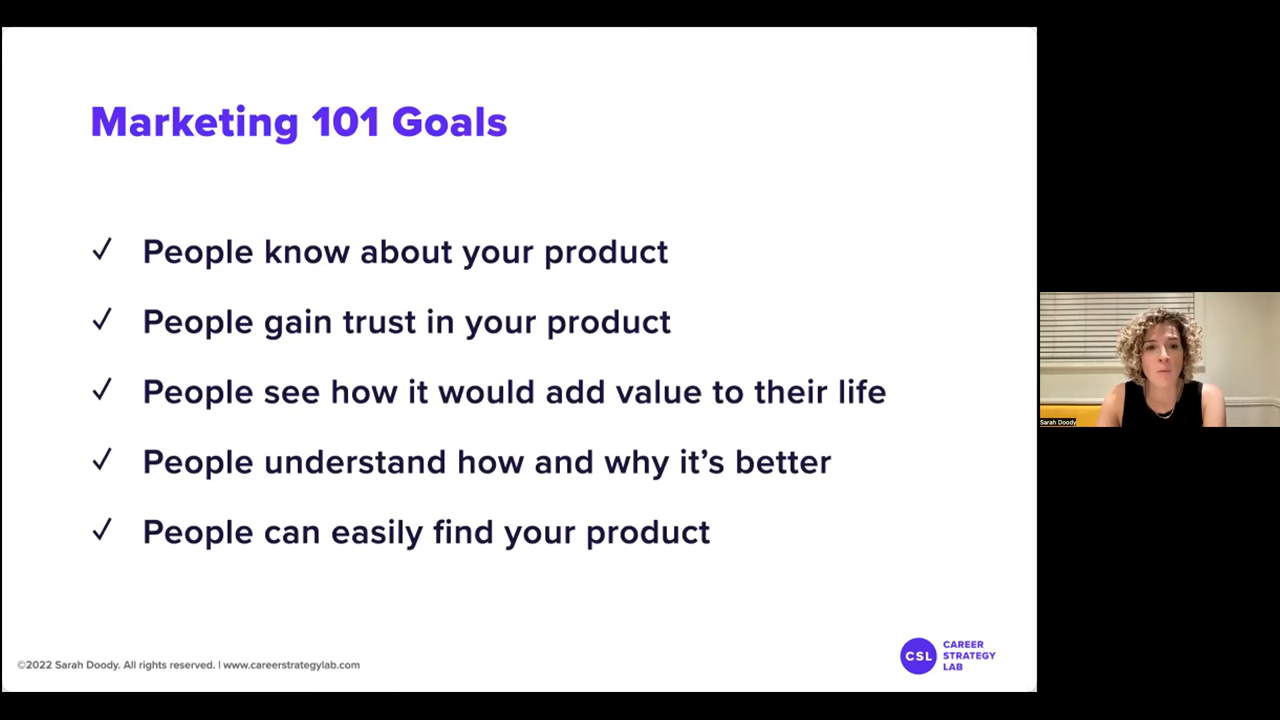 Marketing 101 Goals
✓ People know about your product
✓ People gain trust in your product
✓ People see how it would add value to their life
✓ People understand how and why it’s better
✓ People can easily find your product
©2022 Sarah Doody. All rights reserved. | www.careerstrategylab.com
CSL
CAREER
STRATEGY
LAB
Sarah Doody